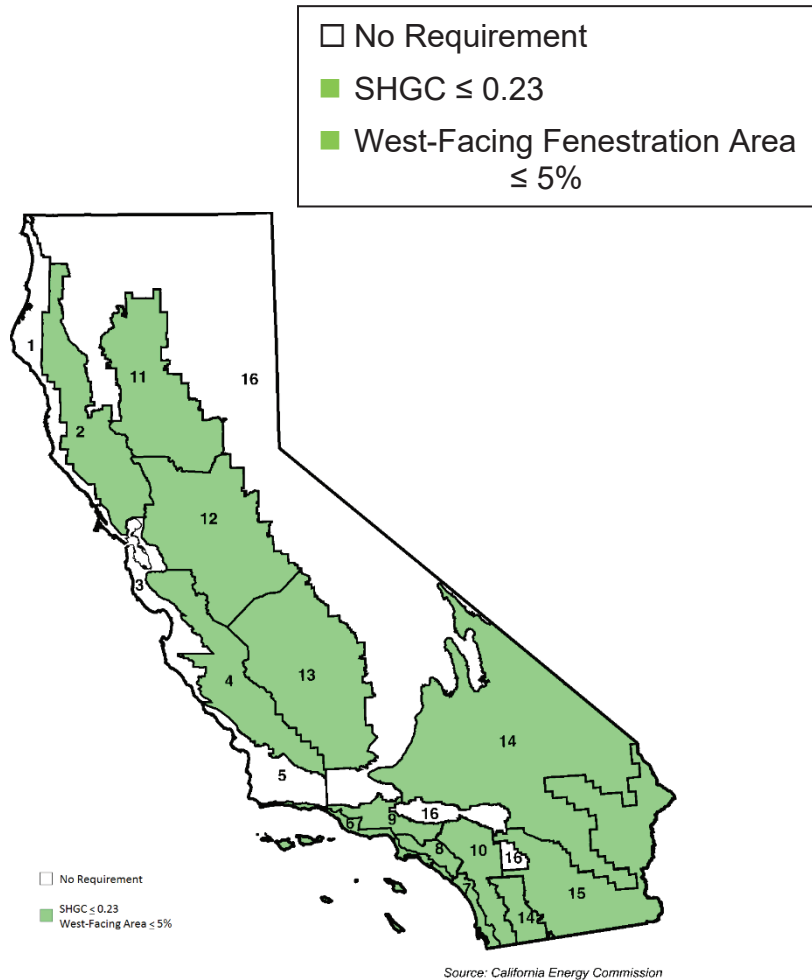 No Requirement
SHGC ≤ 0.23
West-Facing Fenestration Area
≤ 5%
1
11
16
2
12
3
13
4
14
5
16
6
9
8
10
16
7
15
14
No Requirement
SHGC ≤ 0.23
West-Facing Area ≤ 5%
Source: California Energy Commission